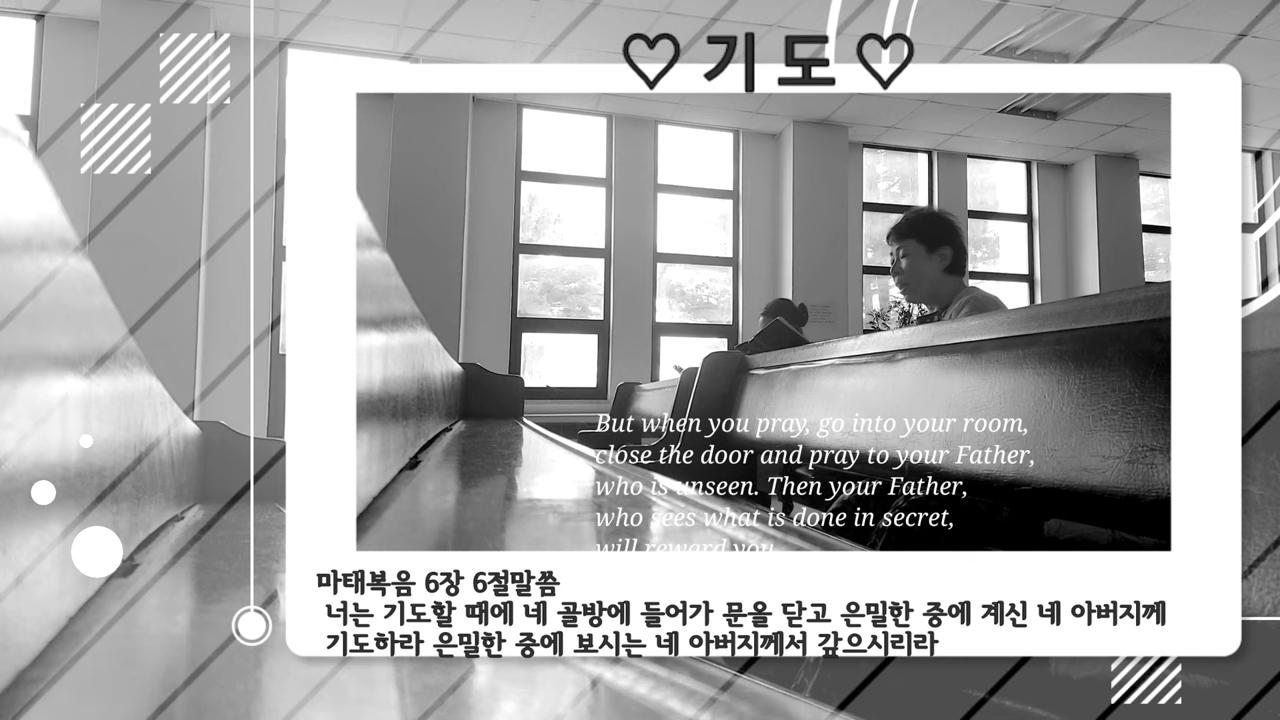 ♡ 기 도 ♡
But when you pray, go into your room,
close the door and pray to your Father,
who is unseen. Then your Father,
who sees what is done in secret,
will reward you
마태복음 6장 6절말씀
너는 기도할 때에 네 골방에 들어가 문을 닫고 은밀한 중에 계신 네 아버지께
기도하라 은밀한 중에 보시는 네 아버지께서 갚으시리라